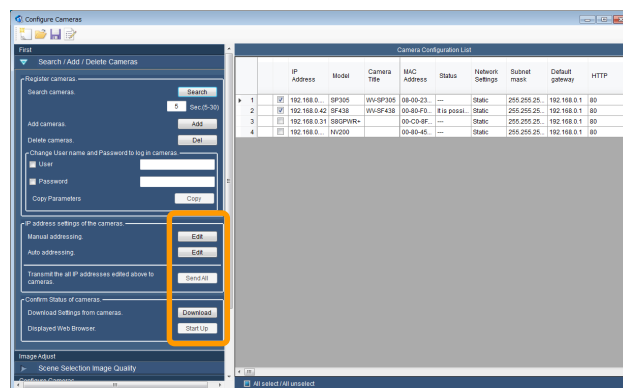 Configure Cameras
First
Search / Add / Delete Cameras
Register cameras.
Search cameras. Search
5 Sec.(5-30)
Add cameras. Add
Delete cameras. Del
Change User name and Password to log in cameras.
User
Password
Copy Parameters Copy
IP address settings of the cameras.
Manual addressing. Edit
Auto addressing. Edit
Transmit the all IP addresses edited above to cameras. Send All
Confirm Status of cameras.
Download Settings from cameras. Download
Displayed Web Browser. Start Up
Image Adjust
Scene Selection Image Quality
Configure Cameras
Camera Configuration List
IP Address Model Camera Title MAC Address Status Network Settings Subnet mask Default gateway HTTP
1 192.168.0... SP305 WV-SP305 08-00-23... --- Static 255.255.25... 192.168.0.1 80
2 192.168.0.42 SF438 WV-SF438 00-80-F0... It is possi... Static 255.255.25... 192.168.0.1 80
3 192.168.0.31 S8GPWR+ 00-C0-8F... --- Static 255.255.25... 192.168.0.1 80
4 192.168.0... NV200 00-80-45... --- Static 255.255.25... 192.168.0.1 80
All select / All unselect